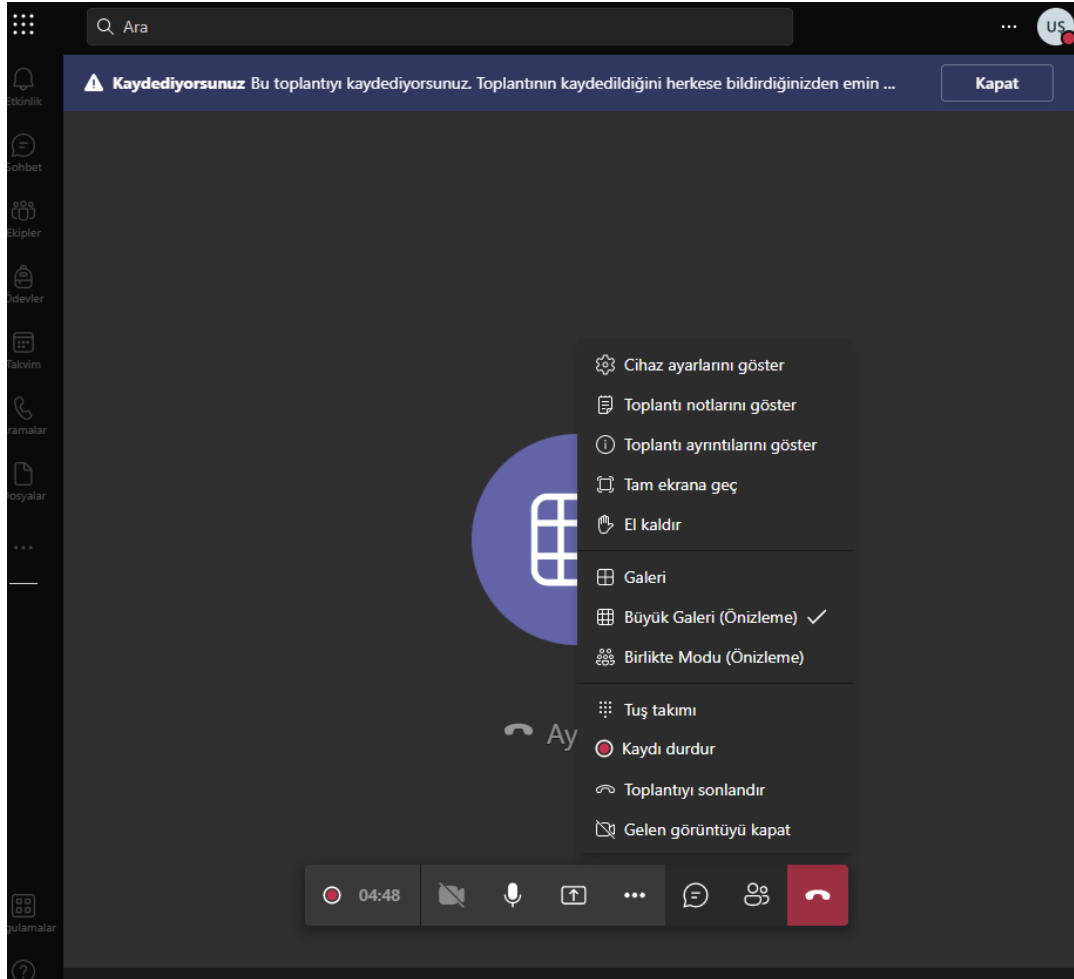 Ara
US
Kaydediyorsunuz Bu toplantıyı kaydediyorsunuz. Toplantının kaydedildiğini herkese bildirdiğinizden emin ...
Kapat
Etkinlik
Sohbet
Ekipler
Ödevler
Takvim
ramalar
osyalar
Cihaz ayarlarını göster
Toplantı notlarını göster
Toplantı ayrıntılarını göster
Tam ekrana geç
El kaldır
Galeri
Büyük Galeri (Önizleme)
Birlikte Modu (Önizleme)
Tuş takımı
Ay
Kaydı durdur
Toplantıyı sonlandır
Gelen görüntüyü kapat
04:48
gulamalar